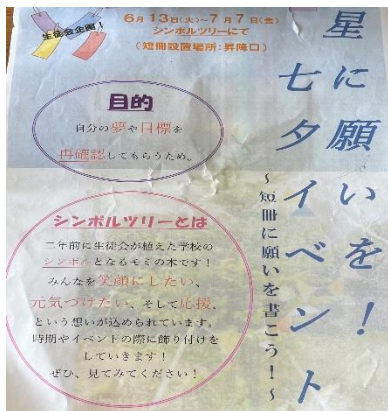 生徒会企画！
6月13日(火)～7月7日(金)
シンボルツリーにて
(短冊設置場所：昇降口)
星に願いを！
七夕イベント
～短冊に願いを書こう！～
目的
自分の夢や目標を
再確認してもらうため。
シンボルツリーとは
二年前に生徒会が植えた学校の
シンボルとなるモミの木です！
みんなを笑顔にしたい、
元気づけたい、そして応援、
という想いが込められています。
時期やイベントの際に飾り付けを
していきます！
ぜひ、見てみてください！